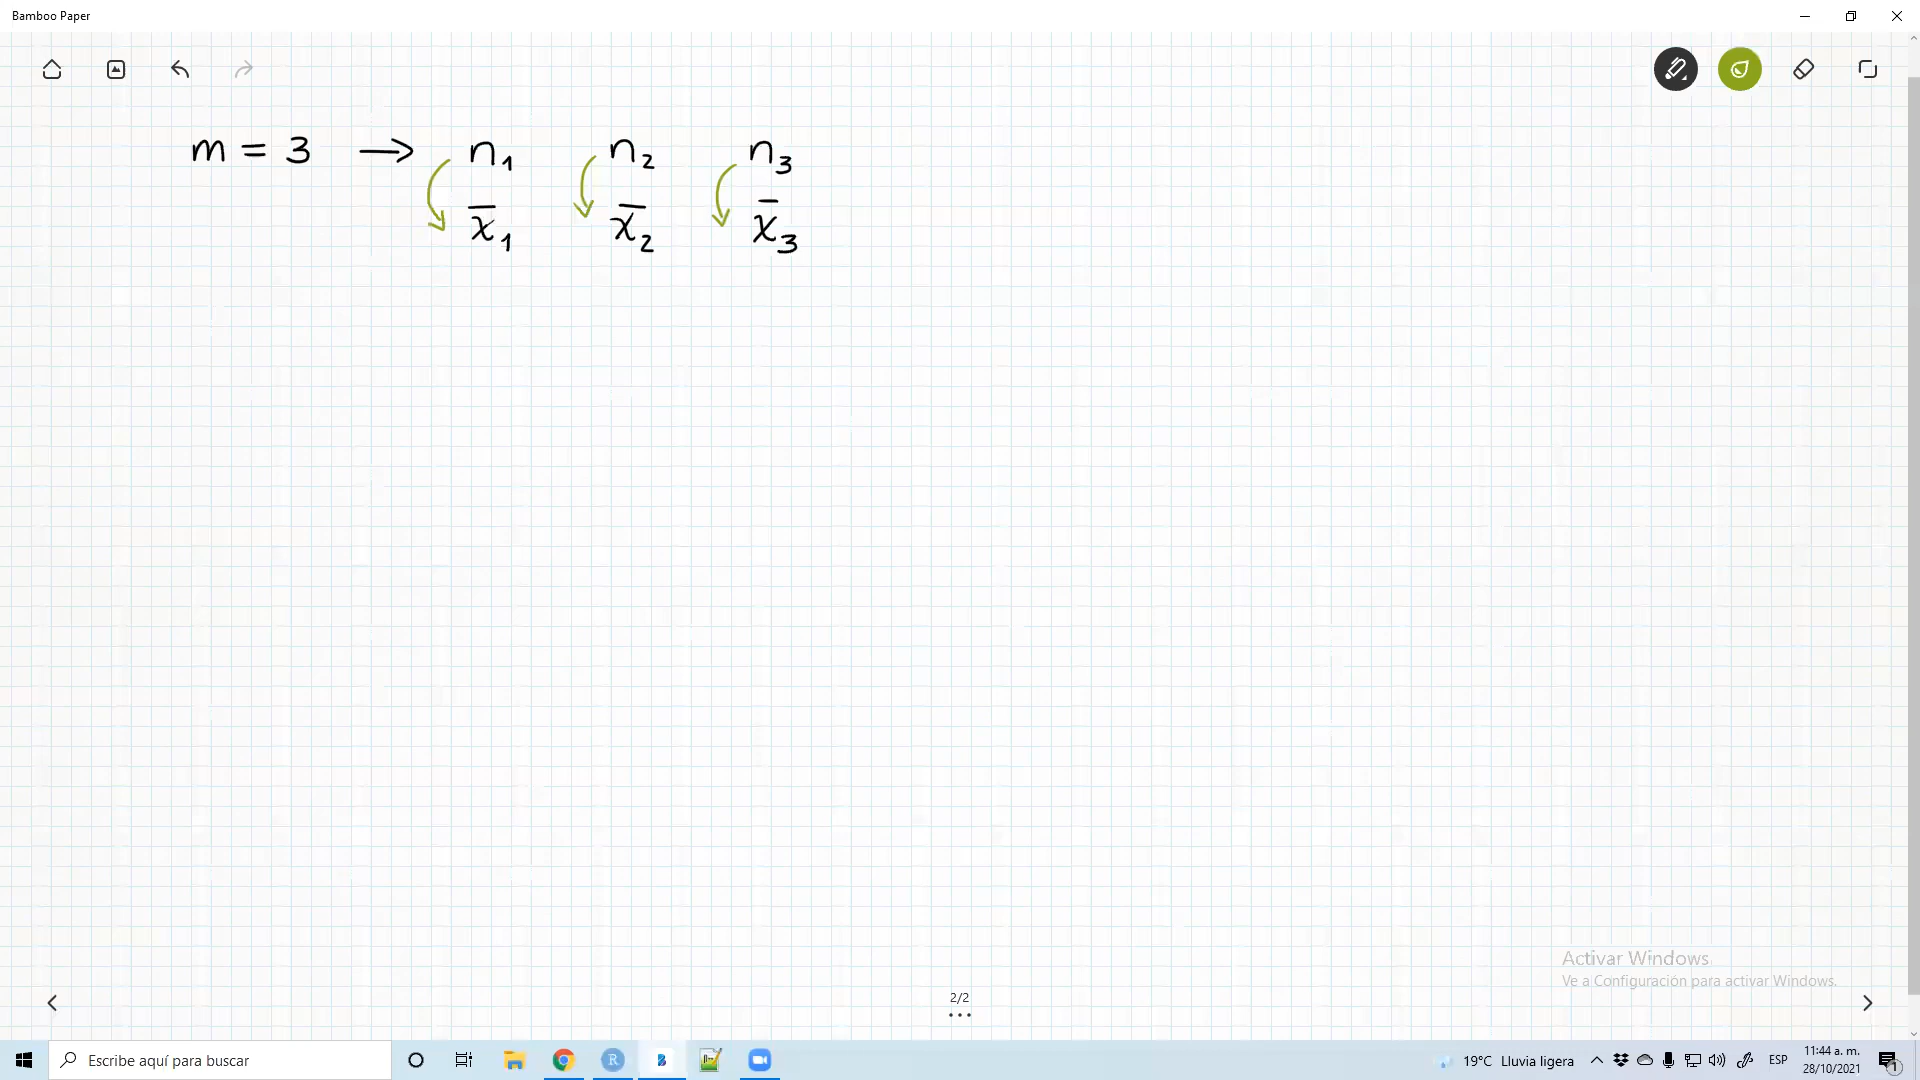 Bamboo Paper
m = 3 → n₁ n₂ n₃
x̄₁ x̄₂ x̄₃
Activar Windows
Ve a Configuración para activar Windows.
2/2
Escribe aquí para buscar
19°C Lluvia ligera
ESP
11:44 a. m.
28/10/2021
1